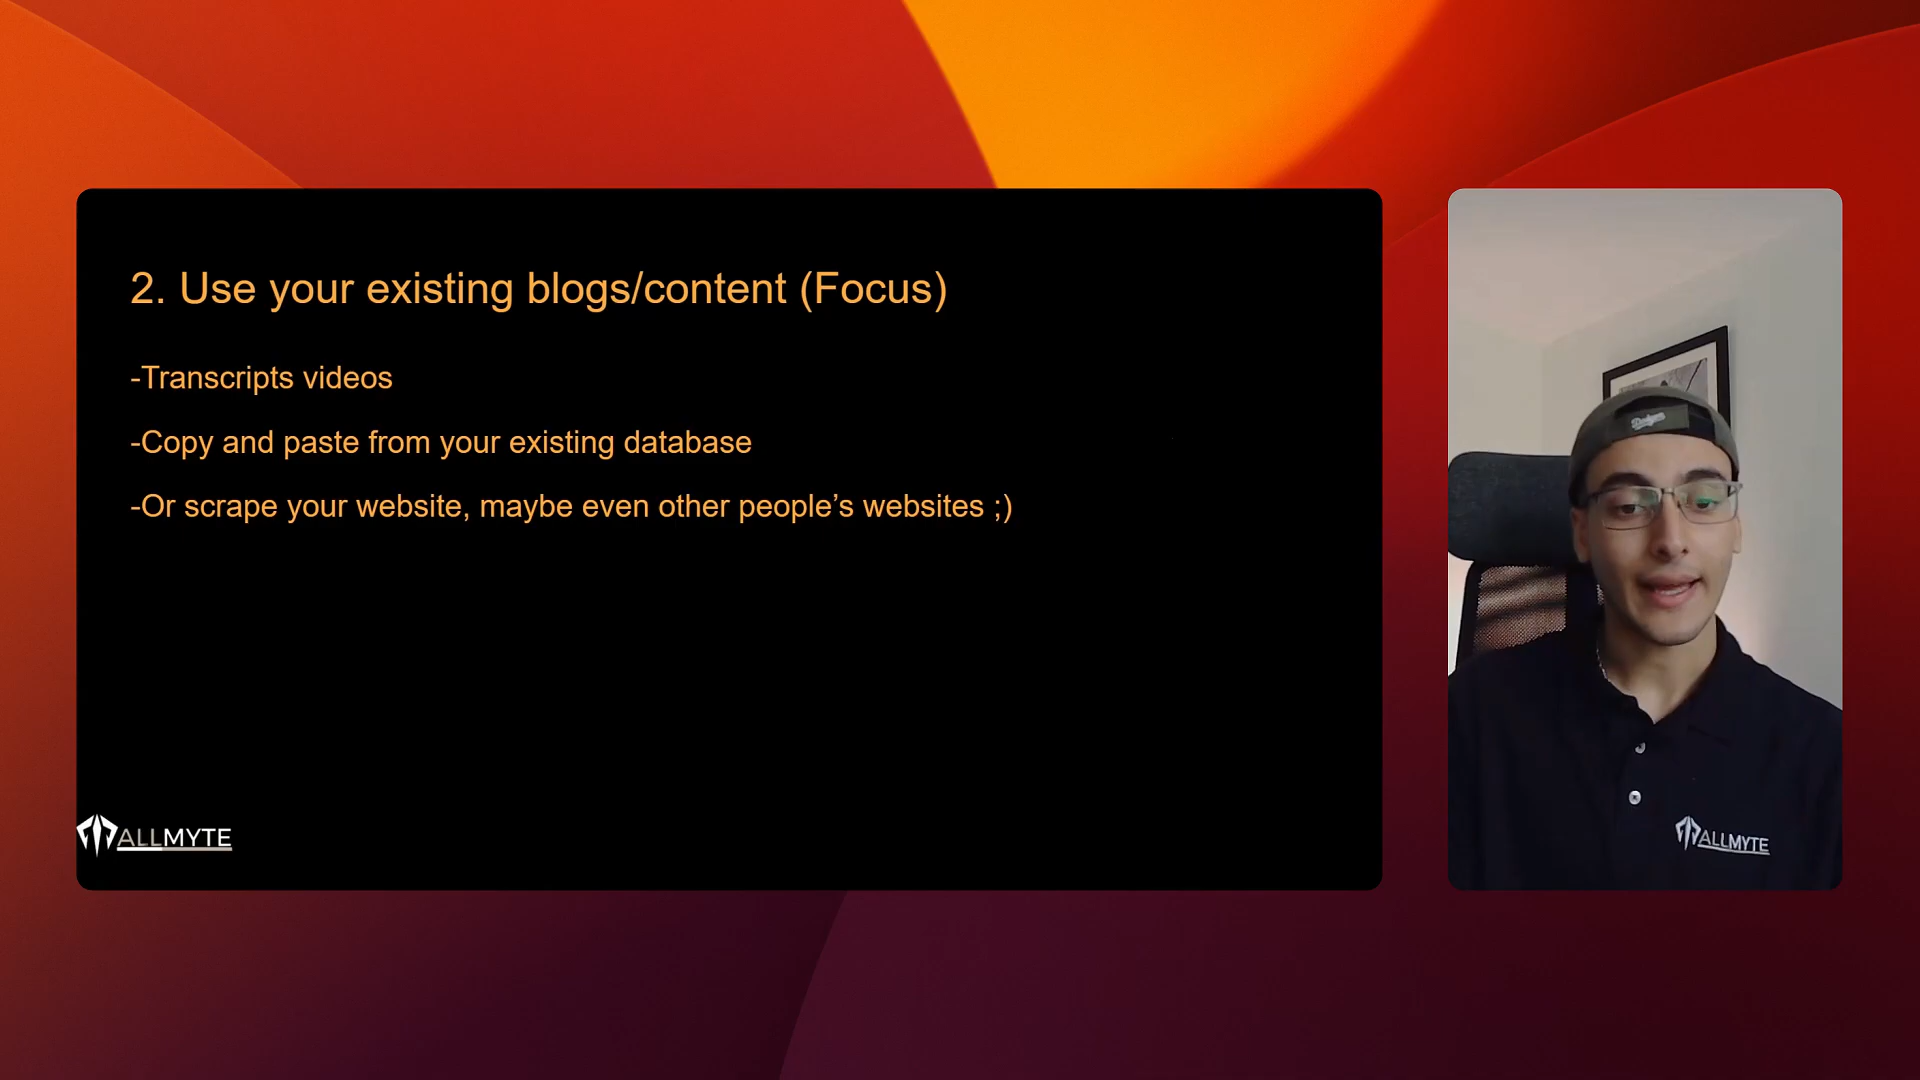 2. Use your existing blogs/content (Focus)
-Transcripts videos
-Copy and paste from your existing database
-Or scrape your website, maybe even other people’s websites ;)
ALLMYTE
Dodgers
ALLMYTE